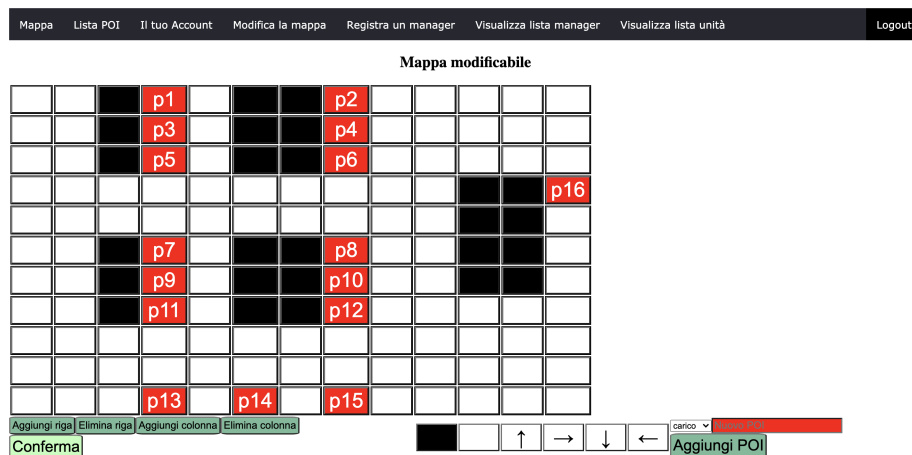 Mappa Lista POI Il tuo Account Modifica la mappa Registra un manager Visualizza lista manager Visualizza lista unità Logout
Mappa modificabile
p1 p2
p3 p4
p5 p6
p16
p7 p8
p9 p10
p11 p12
p13 p14 p15
Aggiungi riga Elimina riga Aggiungi colonna Elimina colonna
↑ → ↓ ← carico Nuovo POI
Conferma Aggiungi POI